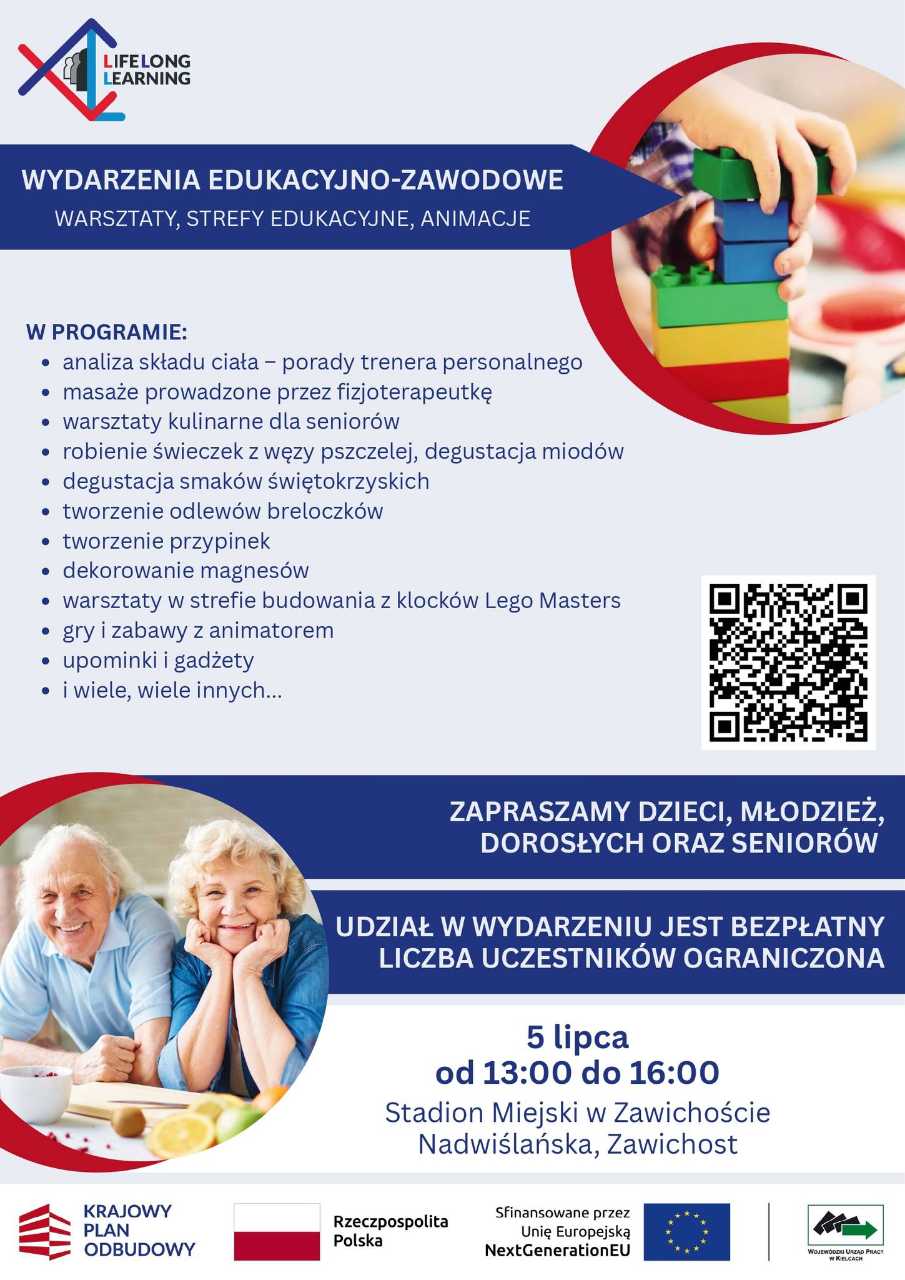 LIFELONG
LEARNING
WYDARZENIA EDUKACYJNO-ZAWODOWE
WARSZTATY, STREFY EDUKACYJNE, ANIMACJE
W PROGRAMIE:
• analiza składu ciała – porady trenera personalnego
• masaże prowadzone przez fizjoterapeutkę
• warsztaty kulinarne dla seniorów
• robienie świeczek z węzy pszczelej, degustacja miodów
• degustacja smaków świętokrzyskich
• tworzenie odlewów breloczków
• tworzenie przypinek
• dekorowanie magnesów
• warsztaty w strefie budowania z klocków Lego Masters
• gry i zabawy z animatorem
• upominki i gadżety
• i wiele, wiele innych...
ZAPRASZAMY DZIECI, MŁODZIEŻ,
DOROSŁYCH ORAZ SENIORÓW
UDZIAŁ W WYDARZENIU JEST BEZPŁATNY
LICZBA UCZESTNIKÓW OGRANICZONA
5 lipca
od 13:00 do 16:00
Stadion Miejski w Zawichoście
Nadwiślańska, Zawichost
KRAJOWY
PLAN
ODBUDOWY
Rzeczpospolita
Polska
Sfinansowane przez
Unię Europejską
NextGenerationEU
WOJEWÓDZKI URZĄD PRACY
W KIELCACH